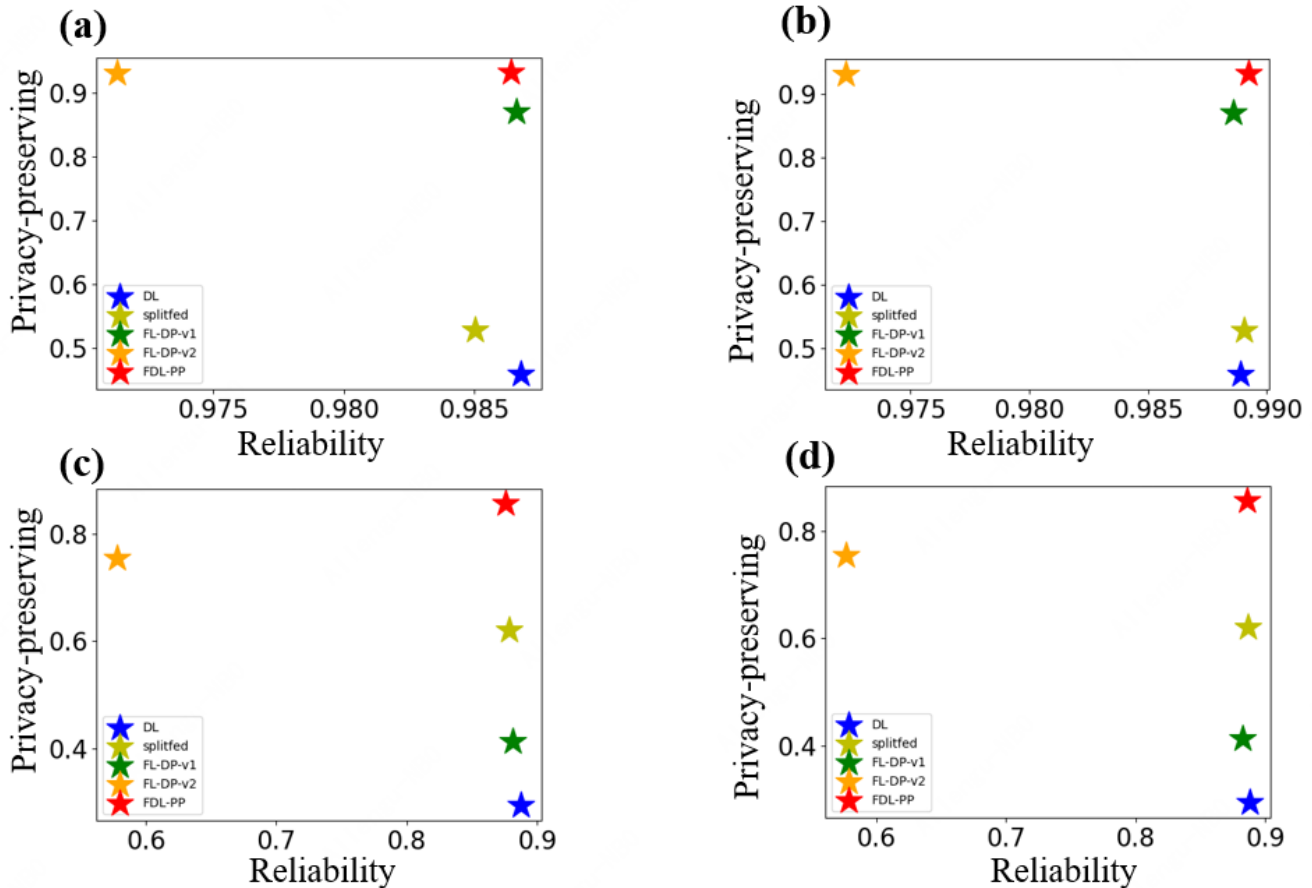 (a)
Privacy-preserving
0.9
0.8
0.7
0.6
0.5
DL
splitfed
FL-DP-v1
FL-DP-v2
FDL-PP
0.975
0.980
0.985
Reliability
(b)
Privacy-preserving
0.9
0.8
0.7
0.6
0.5
DL
splitfed
FL-DP-v1
FL-DP-v2
FDL-PP
0.975
0.980
0.985
0.990
Reliability
(c)
Privacy-preserving
0.8
0.6
0.4
DL
splitfed
FL-DP-v1
FL-DP-v2
FDL-PP
0.6
0.7
0.8
0.9
Reliability
(d)
Privacy-preserving
0.8
0.6
0.4
DL
splitfed
FL-DP-v1
FL-DP-v2
FDL-PP
0.6
0.7
0.8
0.9
Reliability